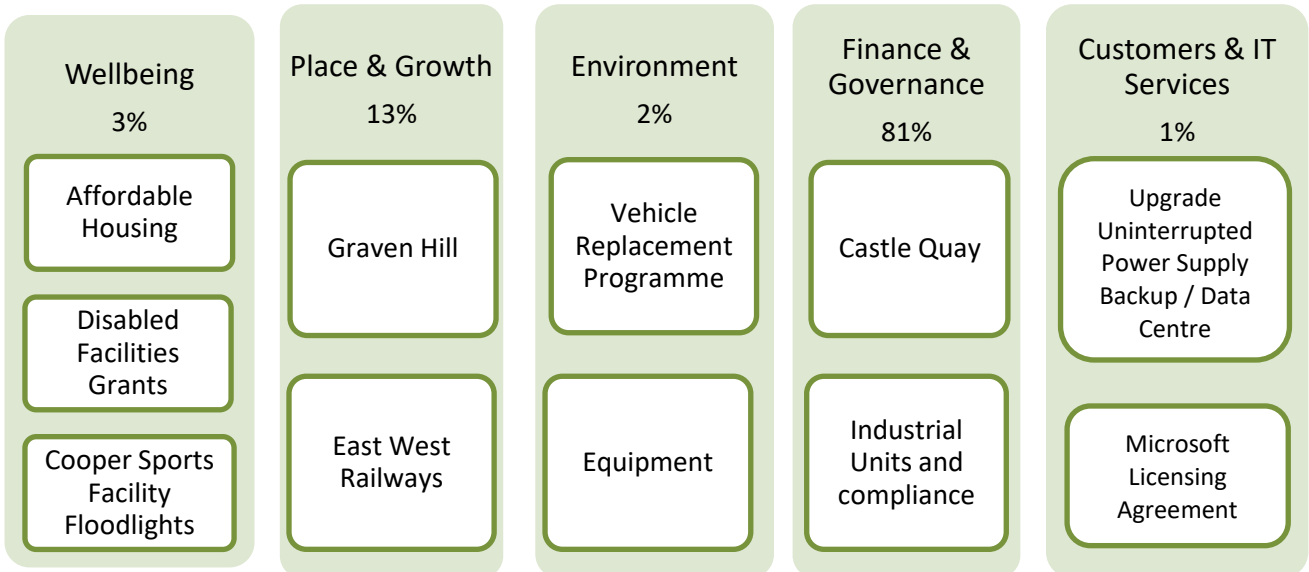 Wellbeing
3%
Affordable
Housing
Disabled
Facilities
Grants
Cooper Sports
Facility
Floodlights
Place & Growth
13%
Graven Hill
East West
Railways
Environment
2%
Vehicle
Replacement
Programme
Equipment
Finance &
Governance
81%
Castle Quay
Industrial
Units and
compliance
Customers & IT
Services
1%
Upgrade
Uninterrupted
Power Supply
Backup / Data
Centre
Microsoft
Licensing
Agreement